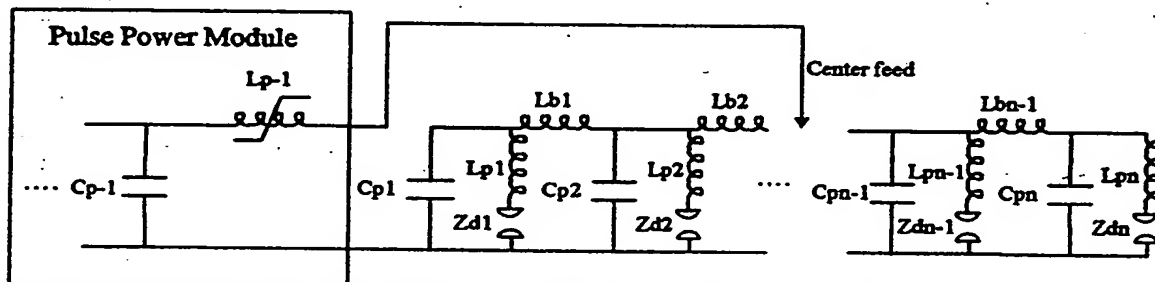 Pulse Power Module
Lp-1
Center feed
Lb1 Lb2 Lbn-1
.... Cp-1 Cp1 Lp1 Cp2 Lp2 .... Cpn-1 Lpn-1 Cpn Lpn
Zd1 Zd2 Zdn-1 Zdn